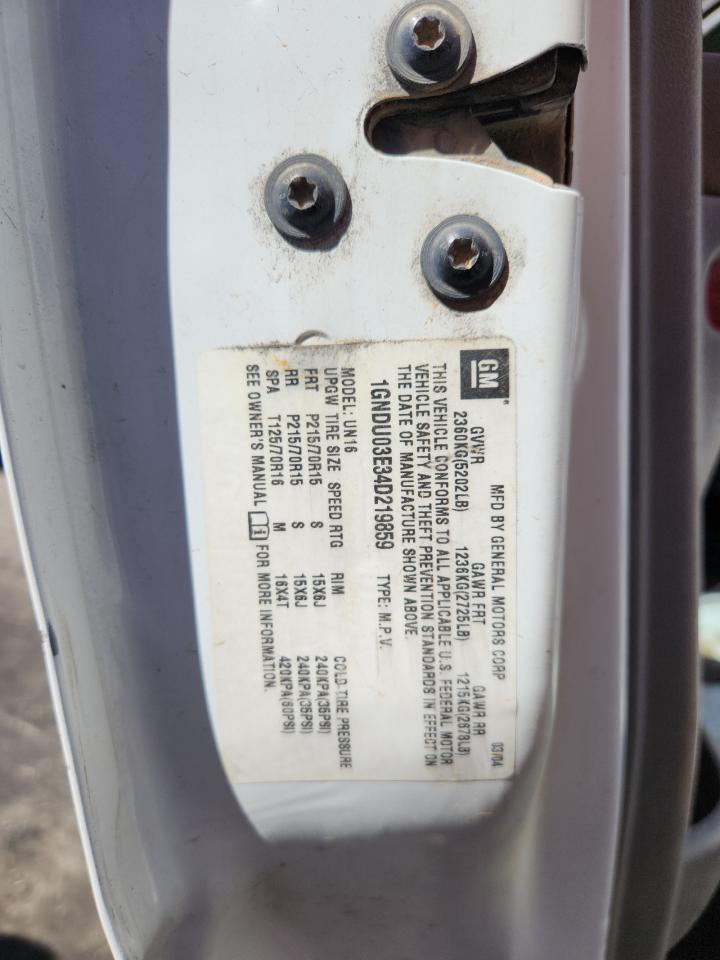 GM®
MFD BY GENERAL MOTORS CORP 03/04
GVWR GAWR FRT GAWR RR
2360KG(5202LB) 1236KG(2725LB) 1215KG(2678LB)
THIS VEHICLE CONFORMS TO ALL APPLICABLE U.S. FEDERAL MOTOR
VEHICLE SAFETY AND THEFT PREVENTION STANDARDS IN EFFECT ON
THE DATE OF MANUFACTURE SHOWN ABOVE.
1GNDU03E34D219859 TYPE: M.P.V.
MODEL: UN16
UPGW TIRE SIZE SPEED RTG RIM COLD-TIRE PRESSURE
FRT P215/70R15 S 15X6J 240KPA(35PSI)
RR P215/70R15 S 15X6J 240KPA(35PSI)
SPA T125/70R16 M 16X4T 420KPA(60PSI)
SEE OWNER'S MANUAL i FOR MORE INFORMATION.